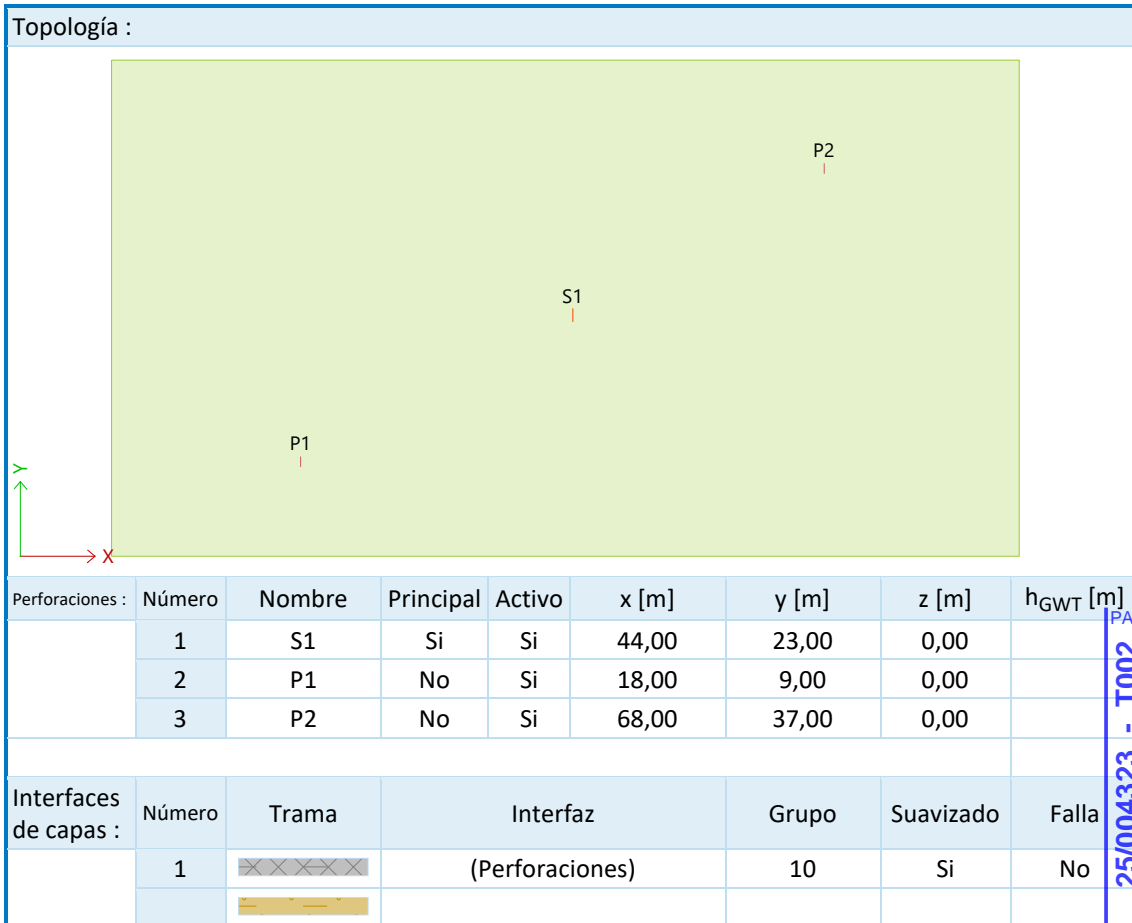 Topología :
P2
S1
P1
Y
X
Perforaciones : Número Nombre Principal Activo x [m] y [m] z [m] hGWT [m]
1 S1 Si Si 44,00 23,00 0,00
2 P1 No Si 18,00 9,00 0,00
3 P2 No Si 68,00 37,00 0,00
Interfaces de capas : Número Trama Interfaz Grupo Suavizado Falla
1 (Perforaciones) 10 Si No
25/004323 - T002
PA